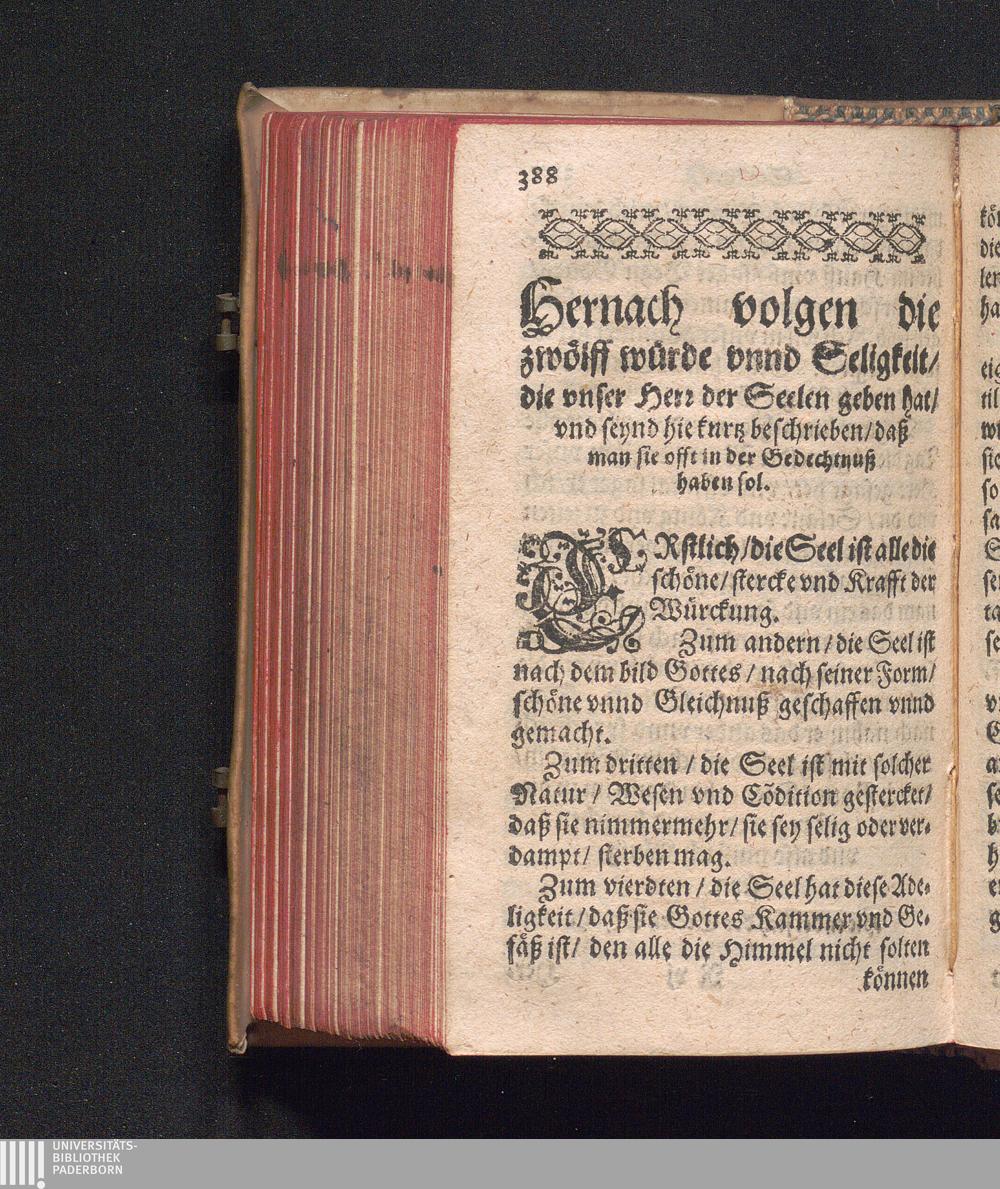 388
Hernach volgen die
zwölff würde vnnd Seligkeit/
die vnser Herr der Seelen geben hat/
vnd seynd hie kurtz beschrieben/daß
man sie offt in der Gedechtnuß
haben sol.
ERstlich/die Seel ist alle die
schöne/stercke vnd Krafft der
Würckung.
Zum andern/die Seel ist
nach dem bild Gottes/nach seiner Form/
schöne vnnd Gleichnuß geschaffen vnnd
gemacht.
Zum dritten/die Seel ist mit solcher
Natur/Wesen vnd Cōdition gestercket/
daß sie nimmermehr/sie sey selig oder ver-
dampt/sterben mag.
Zum vierdten/die Seel hat diese Ade-
ligkeit/daß sie Gottes Kammer vnd Ge-
fäß ist/den alle die Himmel nicht solten
können
UNIVERSITÄTS-
BIBLIOTHEK
PADERBORN